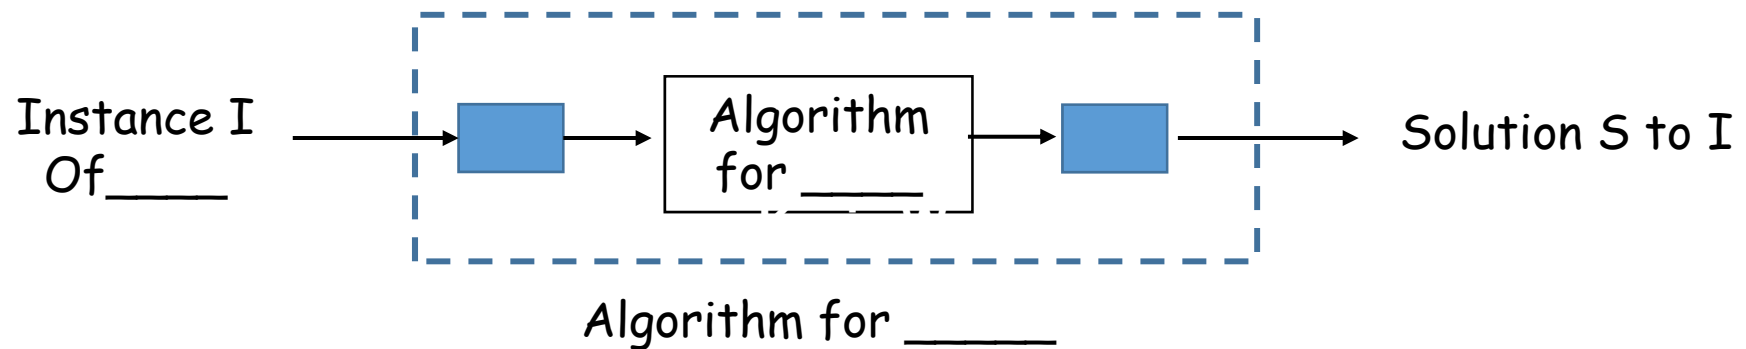 Instance I
Of____
Algorithm
for ____
Solution S to I
Algorithm for _____